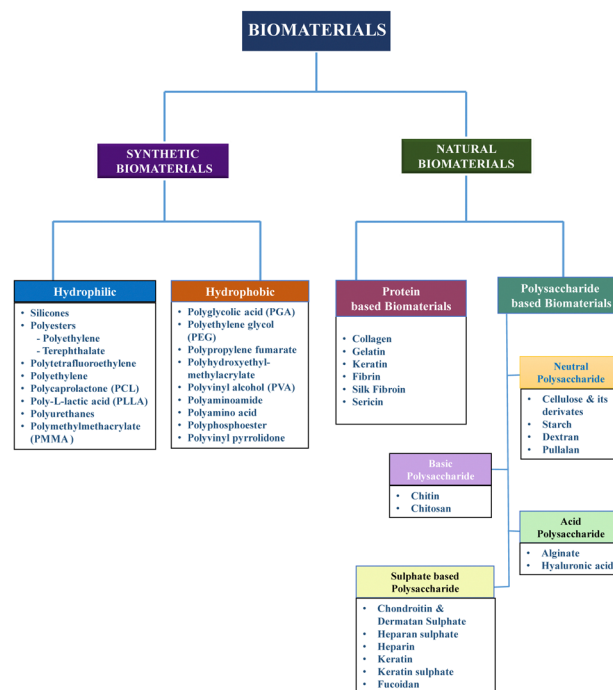 BIOMATERIALS
SYNTHETIC
BIOMATERIALS
NATURAL
BIOMATERIALS
Hydrophilic
• Silicones
• Polyesters
- Polyethylene
- Terephthalate
• Polytetrafluoroethylene
• Polyethylene
• Polycaprolactone (PCL)
• Poly-L-lactic acid (PLLA)
• Polyurethanes
• Polymethylmethacrylate
(PMMA)
Hydrophobic
• Polyglycolic acid (PGA)
• Polyethylene glycol
(PEG)
• Polypropylene fumarate
• Polyhydroxyethyl-
methylacrylate
• Polyvinyl alcohol (PVA)
• Polyaminoamide
• Polyamino acid
• Polyphosphoester
• Polyvinyl pyrrolidone
Protein
based Biomaterials
• Collagen
• Gelatin
• Keratin
• Fibrin
• Silk Fibroin
• Sericin
Polysaccharide
based Biomaterials
Neutral
Polysaccharide
• Cellulose & its
derivates
• Starch
• Dextran
• Pullalan
Basic
Polysaccharide
• Chitin
• Chitosan
Acid
Polysaccharide
• Alginate
• Hyaluronic acid
Sulphate based
Polysaccharide
• Chondroitin &
Dermatan Sulphate
• Heparan sulphate
• Heparin
• Keratin
• Keratin sulphate
• Fucoidan